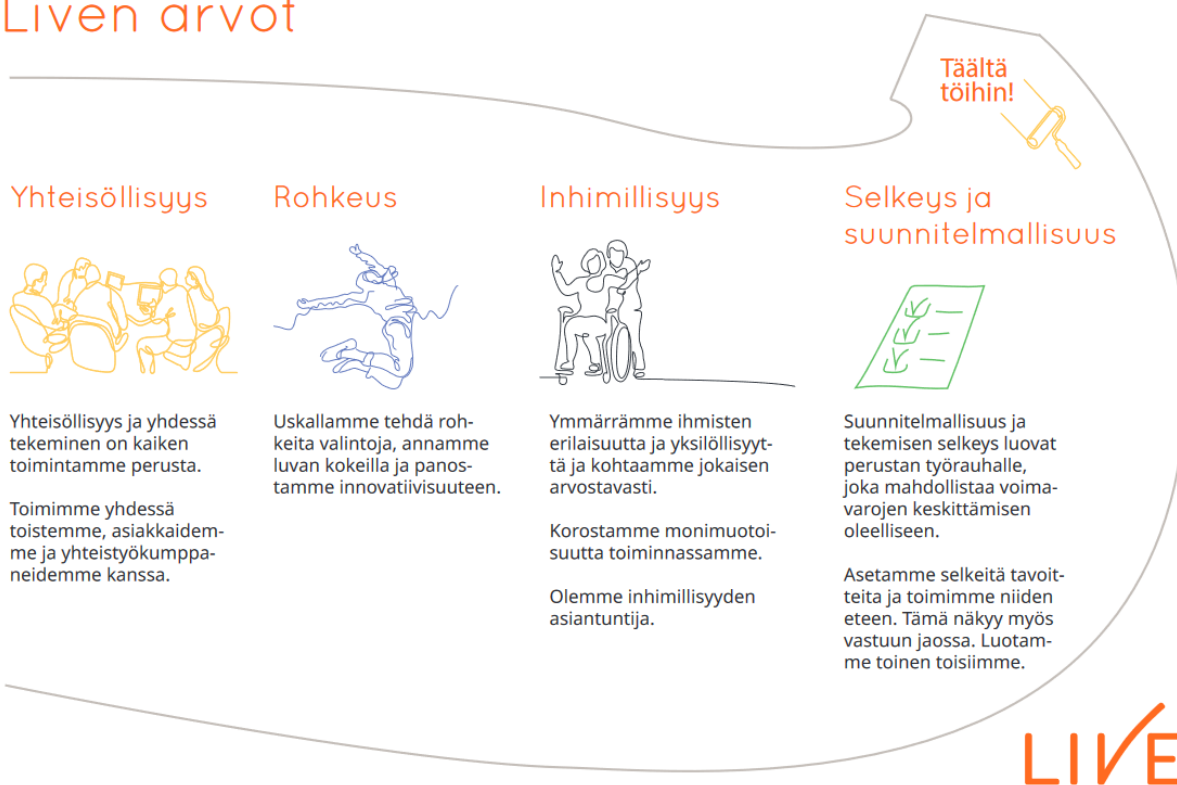 Liven arvot
Täältä
töihin!
Yhteisöllisyys
Yhteisöllisyys ja yhdessä
tekeminen on kaiken
toimintamme perusta.
Toimimme yhdessä
toistemme, asiakkaidem-
me ja yhteistyökumppa-
neidemme kanssa.
Rohkeus
Uskallamme tehdä roh-
keita valintoja, annamme
luvan kokeilla ja panos-
tamme innovatiivisuuteen.
Inhimillisyys
Ymmärrämme ihmisten
erilaisuutta ja yksilöllisyyt-
tä ja kohtaamme jokaisen
arvostavasti.
Korostamme monimuotoi-
suutta toiminnassamme.
Olemme inhimillisyyden
asiantuntija.
Selkeys ja
suunnitelmallisuus
Suunnitelmallisuus ja
tekemisen selkeys luovat
perustan työrauhalle,
joka mahdollistaa voima-
varojen keskittämisen
oleelliseen.
Asetamme selkeitä tavoit-
teita ja toimimme niiden
eteen. Tämä näkyy myös
vastuun jaossa. Luotam-
me toinen toisiimme.
LIVE